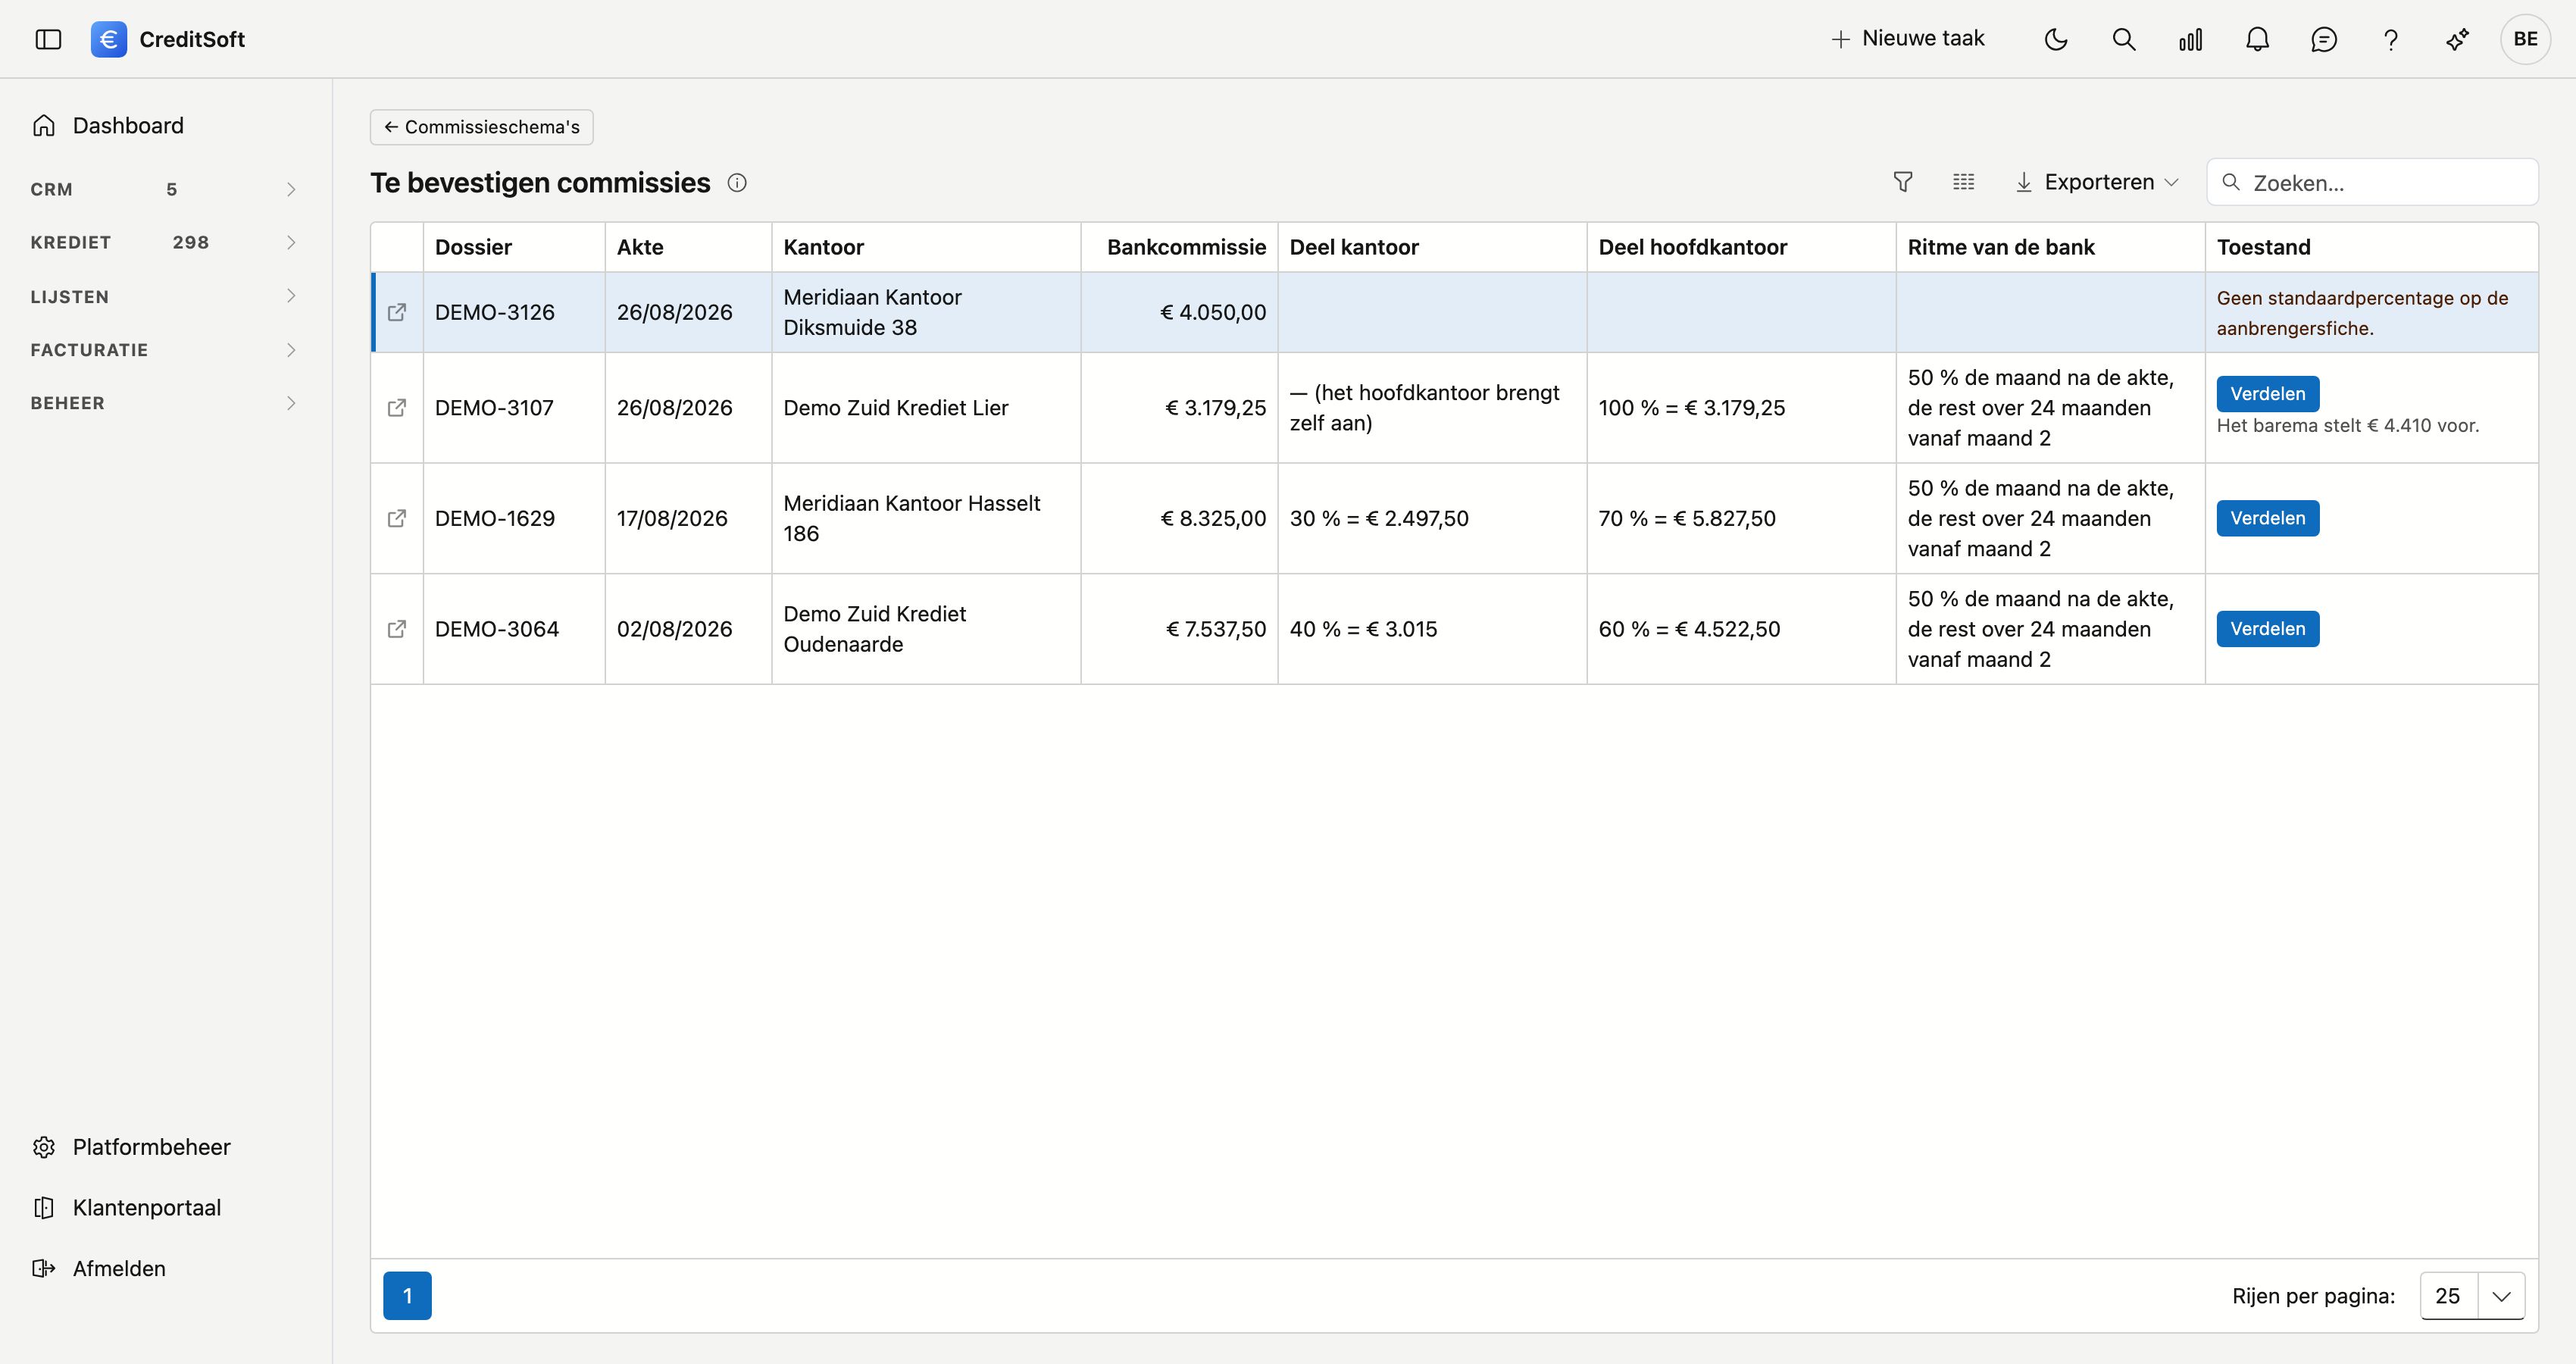 € CreditSoft
Nieuwe taak
BE
Dashboard
CRM 5
KREDIET 298
LIJSTEN
FACTURATIE
BEHEER
Platformbeheer
Klantenportaal
Afmelden
← Commissieschema's
Te bevestigen commissies
Exporteren
Zoeken...
Dossier Akte Kantoor Bankcommissie Deel kantoor Deel hoofdkantoor Ritme van de bank Toestand
DEMO-3126 26/08/2026 Meridiaan Kantoor
Diksmuide 38
€ 4.050,00
Geen standaardpercentage op de
aanbrengersfiche.
DEMO-3107 26/08/2026 Demo Zuid Krediet Lier € 3.179,25
— (het hoofdkantoor brengt
zelf aan)
100 % = € 3.179,25
50 % de maand na de akte,
de rest over 24 maanden
vanaf maand 2
Verdelen
Het barema stelt € 4.410 voor.
DEMO-1629 17/08/2026 Meridiaan Kantoor Hasselt
186
€ 8.325,00 30 % = € 2.497,50 70 % = € 5.827,50
50 % de maand na de akte,
de rest over 24 maanden
vanaf maand 2
Verdelen
DEMO-3064 02/08/2026 Demo Zuid Krediet
Oudenaarde
€ 7.537,50 40 % = € 3.015 60 % = € 4.522,50
50 % de maand na de akte,
de rest over 24 maanden
vanaf maand 2
Verdelen
1
Rijen per pagina: 25